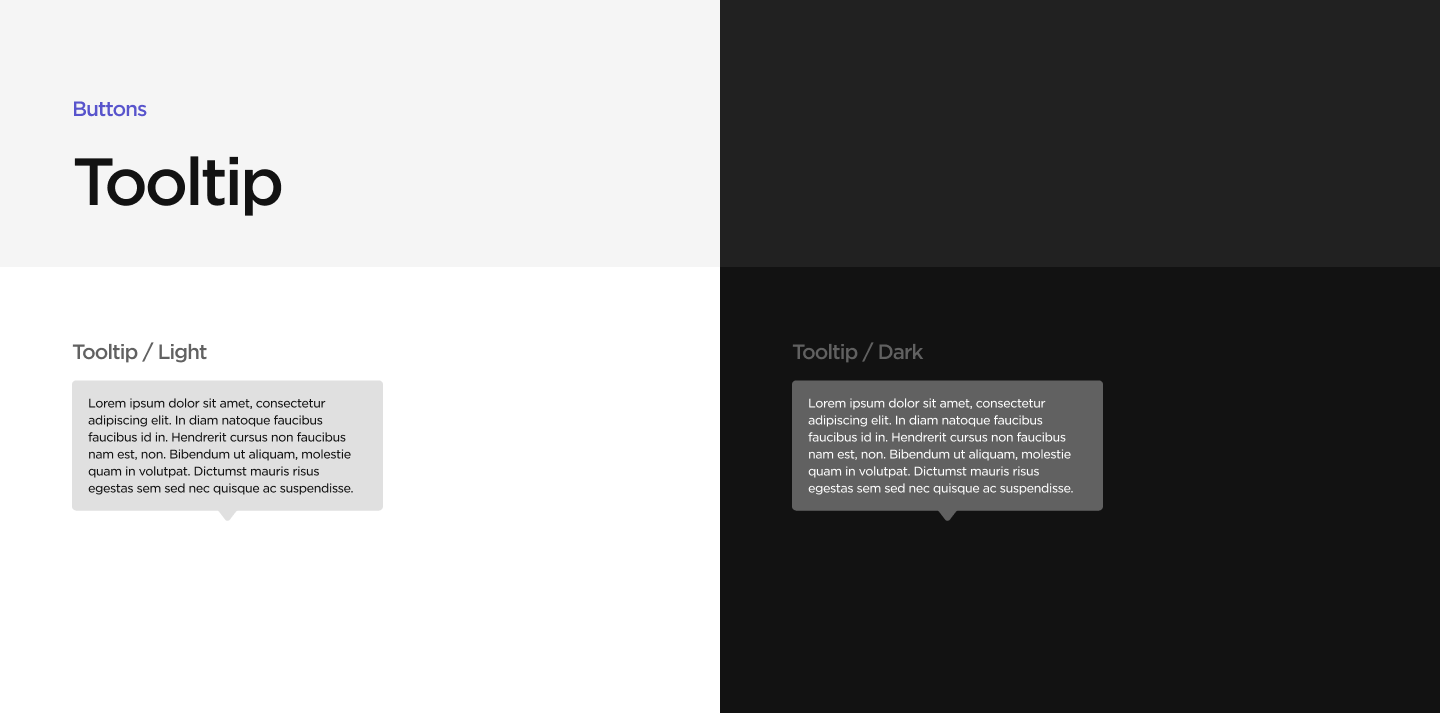 Buttons
Tooltip
Tooltip / Light
Lorem ipsum dolor sit amet, consectetur
adipiscing elit. In diam natoque faucibus
faucibus id in. Hendrerit cursus non faucibus
nam est, non. Bibendum ut aliquam, molestie
quam in volutpat. Dictumst mauris risus
egestas sem sed nec quisque ac suspendisse.
Tooltip / Dark
Lorem ipsum dolor sit amet, consectetur
adipiscing elit. In diam natoque faucibus
faucibus id in. Hendrerit cursus non faucibus
nam est, non. Bibendum ut aliquam, molestie
quam in volutpat. Dictumst mauris risus
egestas sem sed nec quisque ac suspendisse.